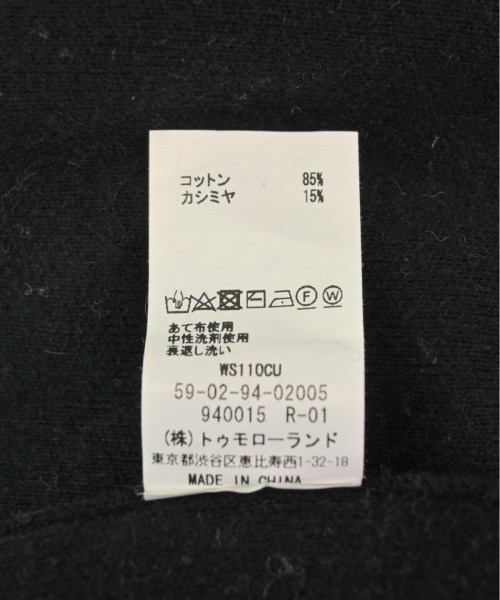 コットン 85%
カシミヤ 15%
F W
あて布使用
中性洗剤使用
裏返し洗い
WS110CU
59-02-94-02005
940015 R-01
(株)トゥモローランド
東京都渋谷区恵比寿西1-32-18
MADE IN CHINA